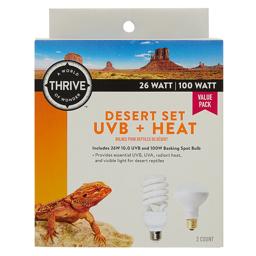 A WORLD
THRIVE
OF WONDER
26 WATT | 100 WATT
VALUE
PACK
DESERT SET
UVB + HEAT
Includes 26W 10.0 UVB and 100W Basking Spot Bulb
• Provides essential UVB, UVA, radiant heat,
and visible light for desert reptiles
2 COUNT